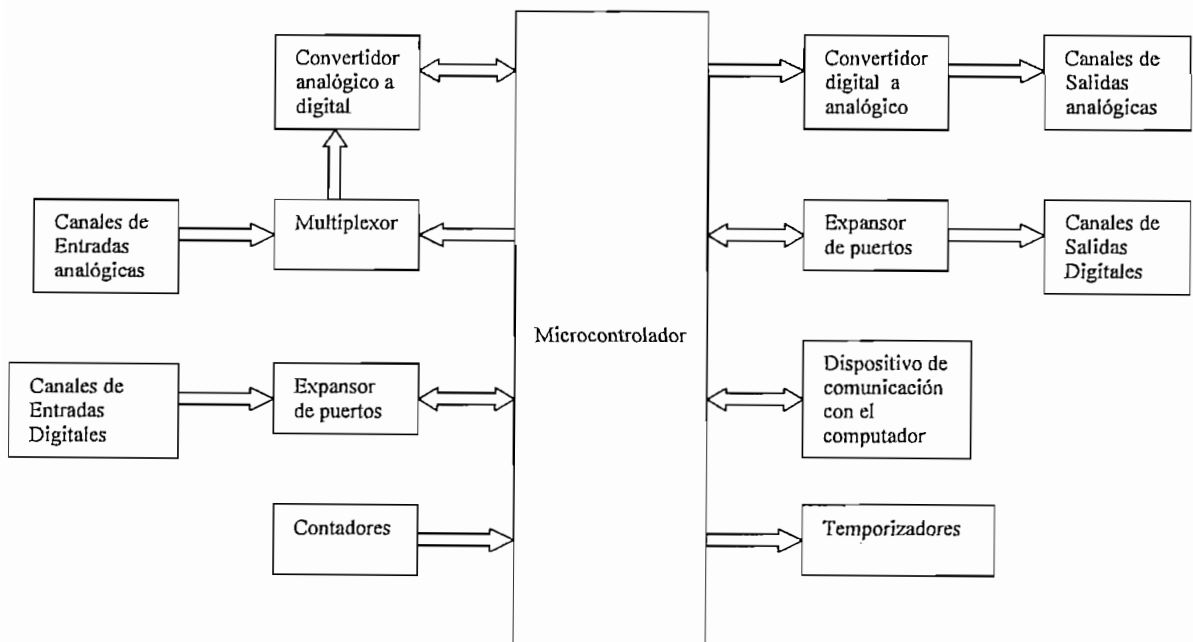 Convertidor
analógico a
digital
Convertidor
digital a
analógico
Canales de
Salidas
analógicas
Canales de
Entradas
analógicas
Multiplexor
Expansor
de puertos
Canales de
Salidas
Digitales
Microcontrolador
Canales de
Entradas
Digitales
Expansor
de puertos
Dispositivo de
comunicación
con el
computador
Contadores
Temporizadores